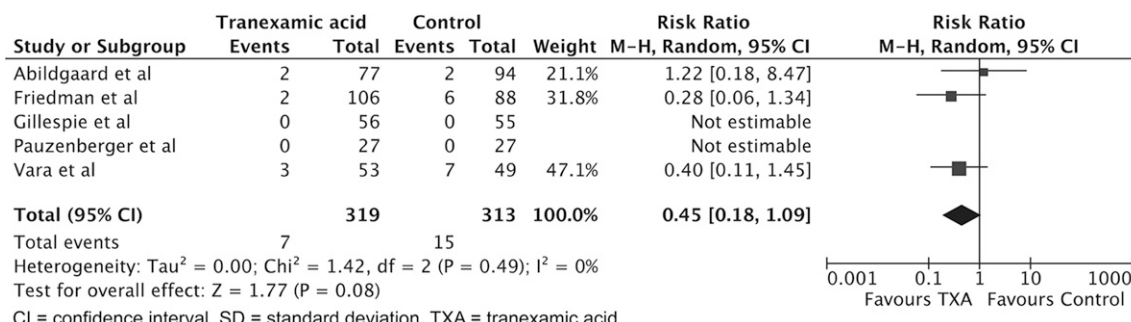 Tranexamic acid Control Risk Ratio Risk Ratio
Study or Subgroup Events Total Events Total Weight M-H, Random, 95% CI M-H, Random, 95% CI
Abildgaard et al 2 77 2 94 21.1% 1.22 [0.18, 8.47]
Friedman et al 2 106 6 88 31.8% 0.28 [0.06, 1.34]
Gillespie et al 0 56 0 55 Not estimable
Pauzenberger et al 0 27 0 27 Not estimable
Vara et al 3 53 7 49 47.1% 0.40 [0.11, 1.45]
Total (95% CI) 319 313 100.0% 0.45 [0.18, 1.09]
Total events 7 15
Heterogeneity: Tau² = 0.00; Chi² = 1.42, df = 2 (P = 0.49); I² = 0%
Test for overall effect: Z = 1.77 (P = 0.08)
0.001 0.1 1 10 1000
Favours TXA Favours Control
CI = confidence interval, SD = standard deviation, TXA = tranexamic acid